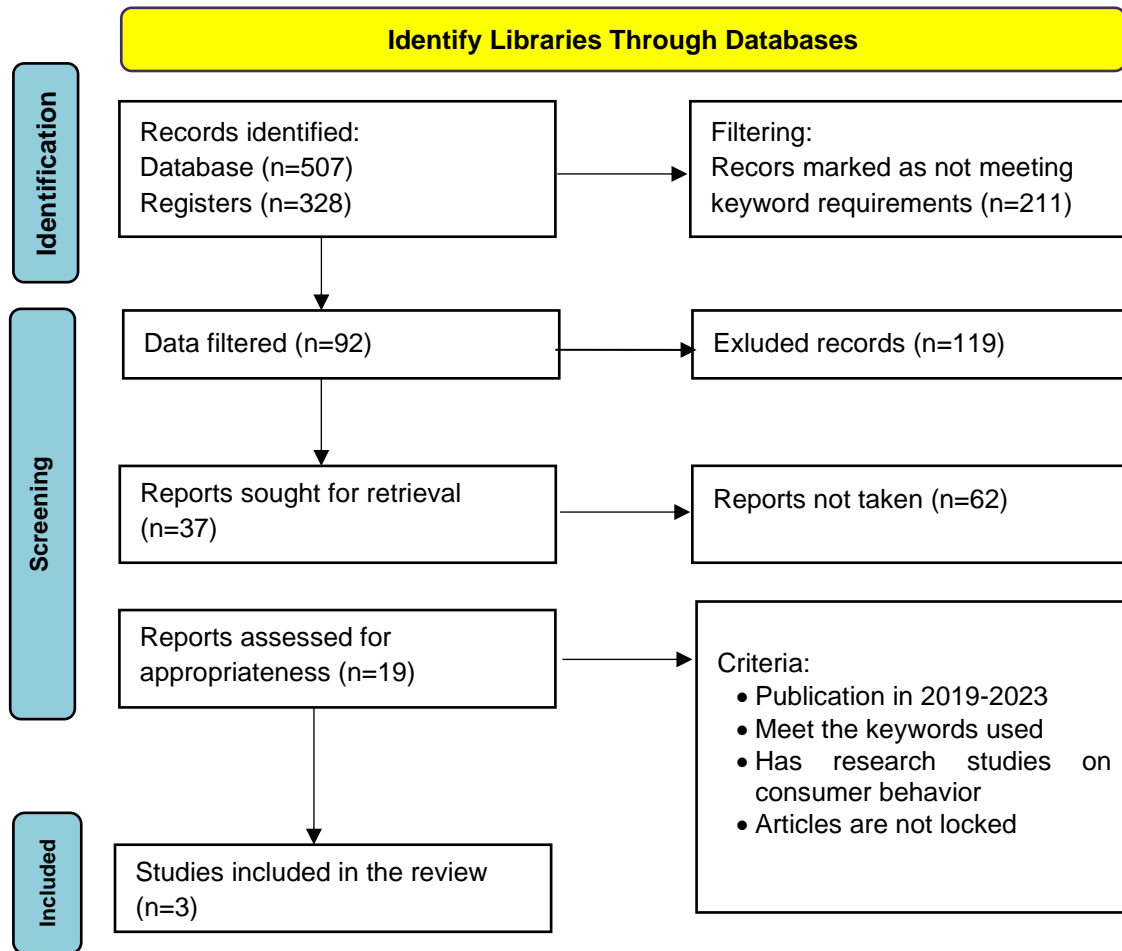 Identify Libraries Through Databases
Identification
Records identified:
Database (n=507)
Registers (n=328)
Filtering:
Recors marked as not meeting
keyword requirements (n=211)
Screening
Data filtered (n=92)
Exluded records (n=119)
Reports sought for retrieval
(n=37)
Reports not taken (n=62)
Reports assessed for
appropriateness (n=19)
Criteria:
• Publication in 2019-2023
• Meet the keywords used
• Has research studies on
consumer behavior
• Articles are not locked
Included
Studies included in the review
(n=3)